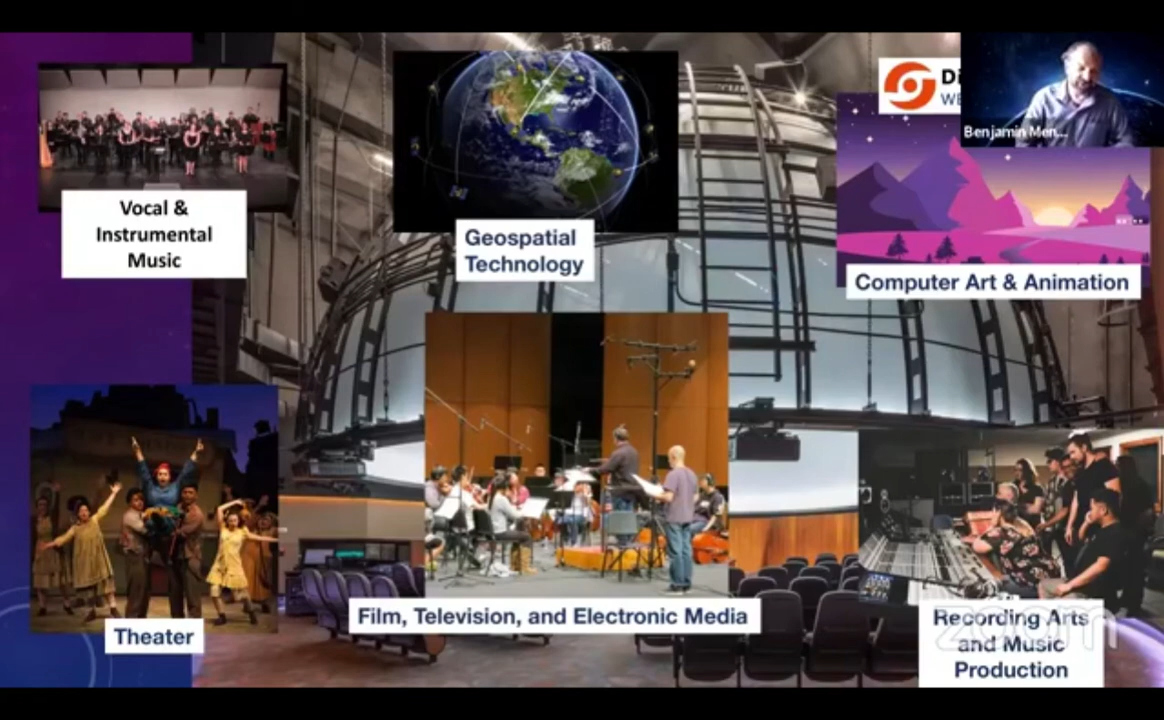 Vocal &
Instrumental
Music
Geospatial
Technology
Benjamin Men...
Computer Art & Animation
Theater
Film, Television, and Electronic Media
Recording Arts
and Music
Production
zoom